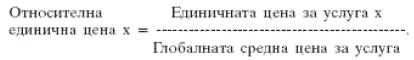 Относителна Единичната цена за услуга x
единична цена x = ------------------------------------------------.
Глобалната средна цена за услуга